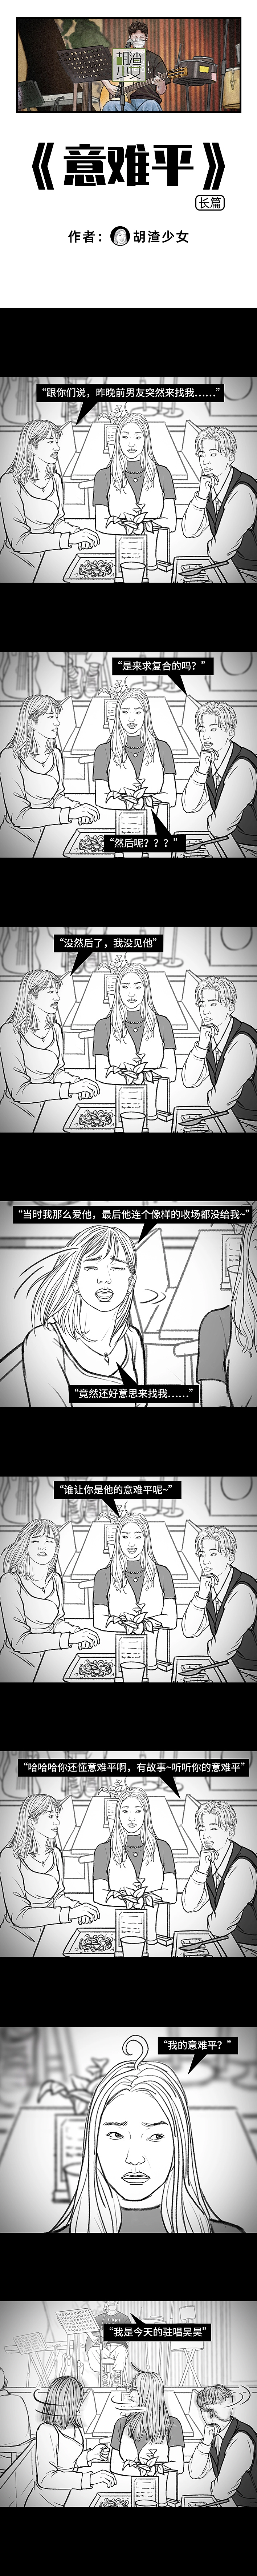 胡渣
少女
《意难平》
长篇
作者：胡渣少女
“跟你们说，昨晚前男友突然来找我……”
“是来求复合的吗？”
“然后呢？？？”
“没然后了，我没见他”
“当时我那么爱他，最后他连个像样的收场都没给我~”
“竟然还好意思来找我……”
“谁让你是他的意难平呢~”
“哈哈哈你还懂意难平啊，有故事~听听你的意难平”
“我的意难平？”
“我是今天的驻唱吴昊”